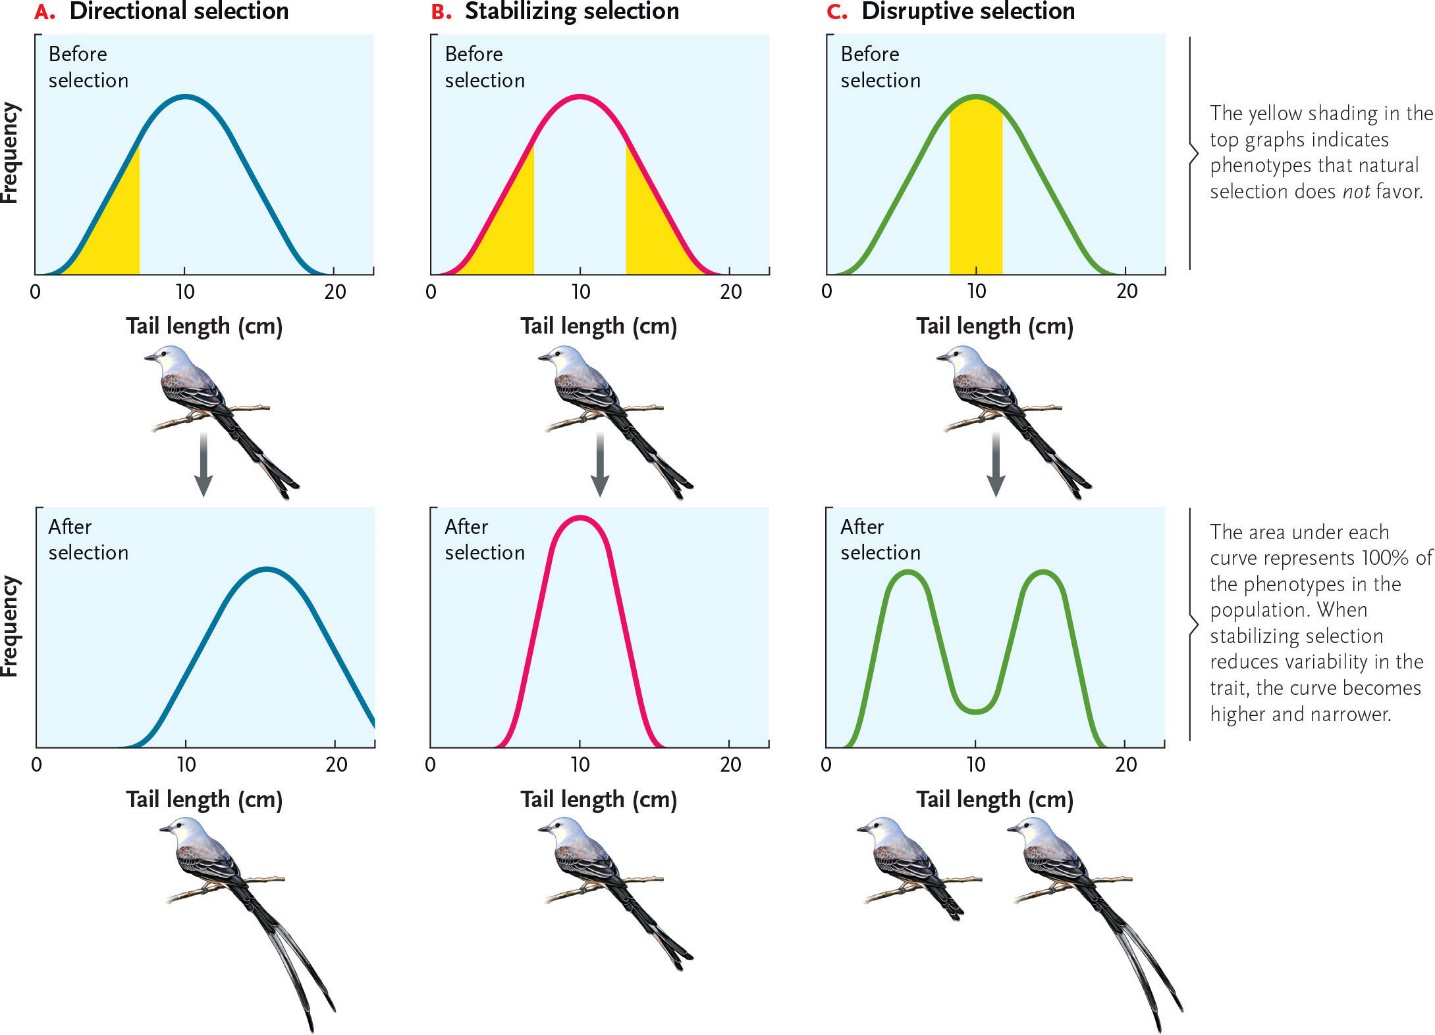 A. Directional selection
Before
selection
Frequency
0 10 20
Tail length (cm)
After
selection
Frequency
0 10 20
Tail length (cm)
B. Stabilizing selection
Before
selection
0 10 20
Tail length (cm)
After
selection
0 10 20
Tail length (cm)
C. Disruptive selection
Before
selection
0 10 20
Tail length (cm)
After
selection
0 10 20
Tail length (cm)
The yellow shading in the
top graphs indicates
phenotypes that natural
selection does not favor.
The area under each
curve represents 100% of
the phenotypes in the
population. When
stabilizing selection
reduces variability in the
trait, the curve becomes
higher and narrower.